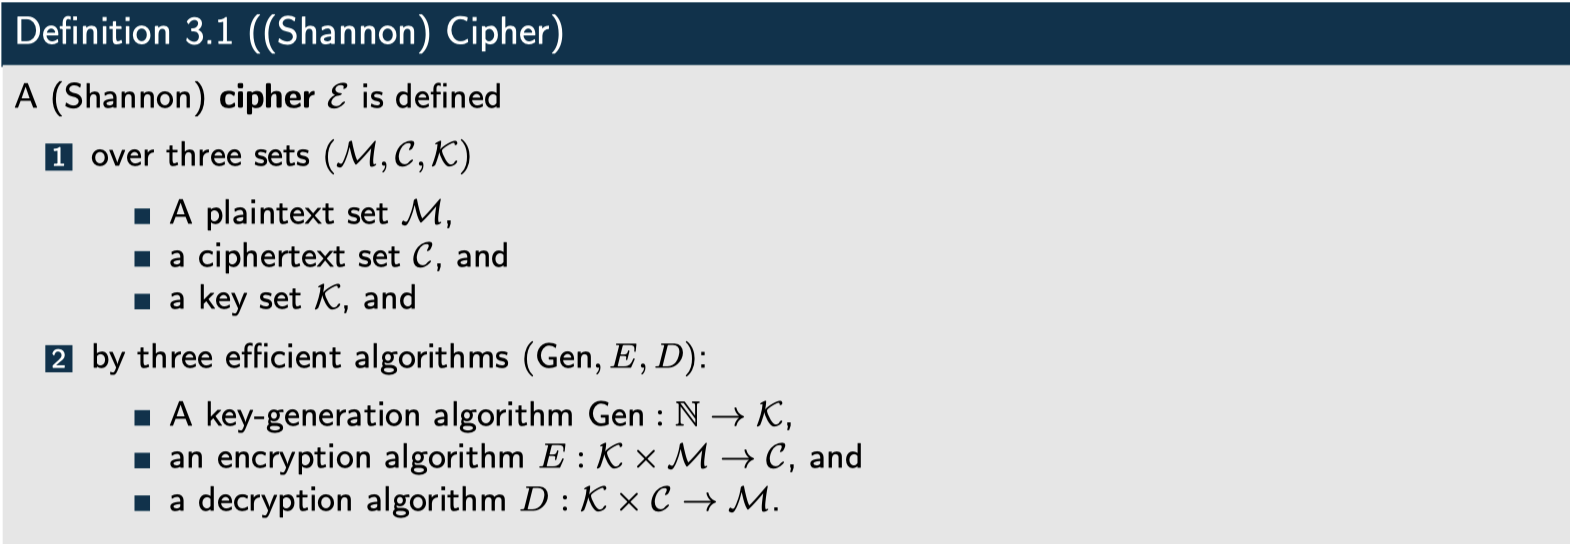 Definition 3.1 ((Shannon) Cipher)
A (Shannon) cipher ℰ is defined
1 over three sets (ℳ, 𝒞, 𝒦)
■ A plaintext set ℳ,
■ a ciphertext set 𝒞, and
■ a key set 𝒦, and
2 by three efficient algorithms (Gen, E, D):
■ A key-generation algorithm Gen : ℕ → 𝒦,
■ an encryption algorithm E : 𝒦 × ℳ → 𝒞, and
■ a decryption algorithm D : 𝒦 × 𝒞 → ℳ.